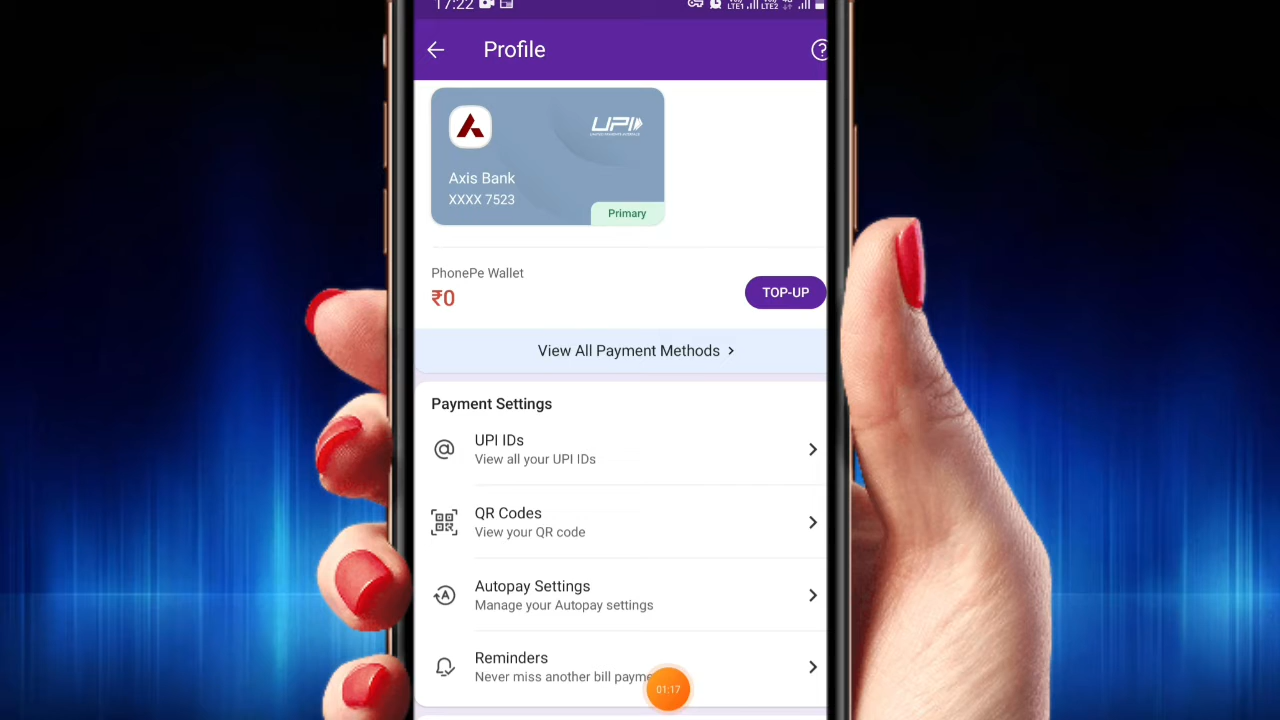 17:22
LTE1 LTE2
Profile
UPI
Axis Bank
XXXX 7523
Primary
PhonePe Wallet
₹0
TOP-UP
View All Payment Methods
Payment Settings
UPI IDs
View all your UPI IDs
QR Codes
View your QR code
Autopay Settings
Manage your Autopay settings
Reminders
Never miss another bill payme
01:17